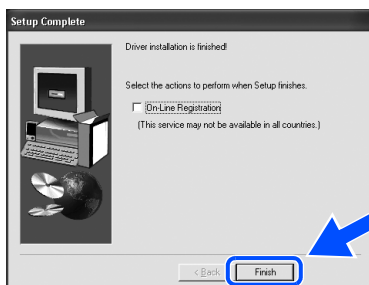 Setup Complete
Driver installation is finished!
Select the actions to perform when Setup finishes.
On-Line Registration
(This service may not be available in all countries.)
< Back
Finish